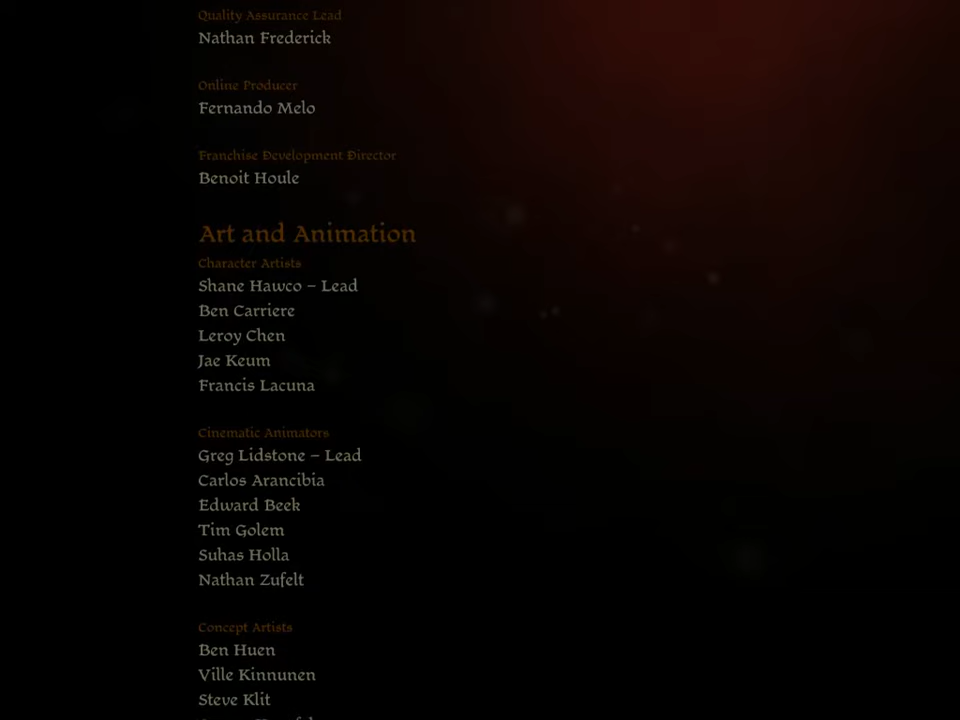 Quality Assurance Lead
Nathan Frederick
Online Producer
Fernando Melo
Franchise Development Director
Benoit Houle
Art and Animation
Character Artists
Shane Hawco – Lead
Ben Carriere
Leroy Chen
Jae Keum
Francis Lacuna
Cinematic Animators
Greg Lidstone – Lead
Carlos Arancibia
Edward Beek
Tim Golem
Suhas Holla
Nathan Zufelt
Concept Artists
Ben Huen
Ville Kinnunen
Steve Klit